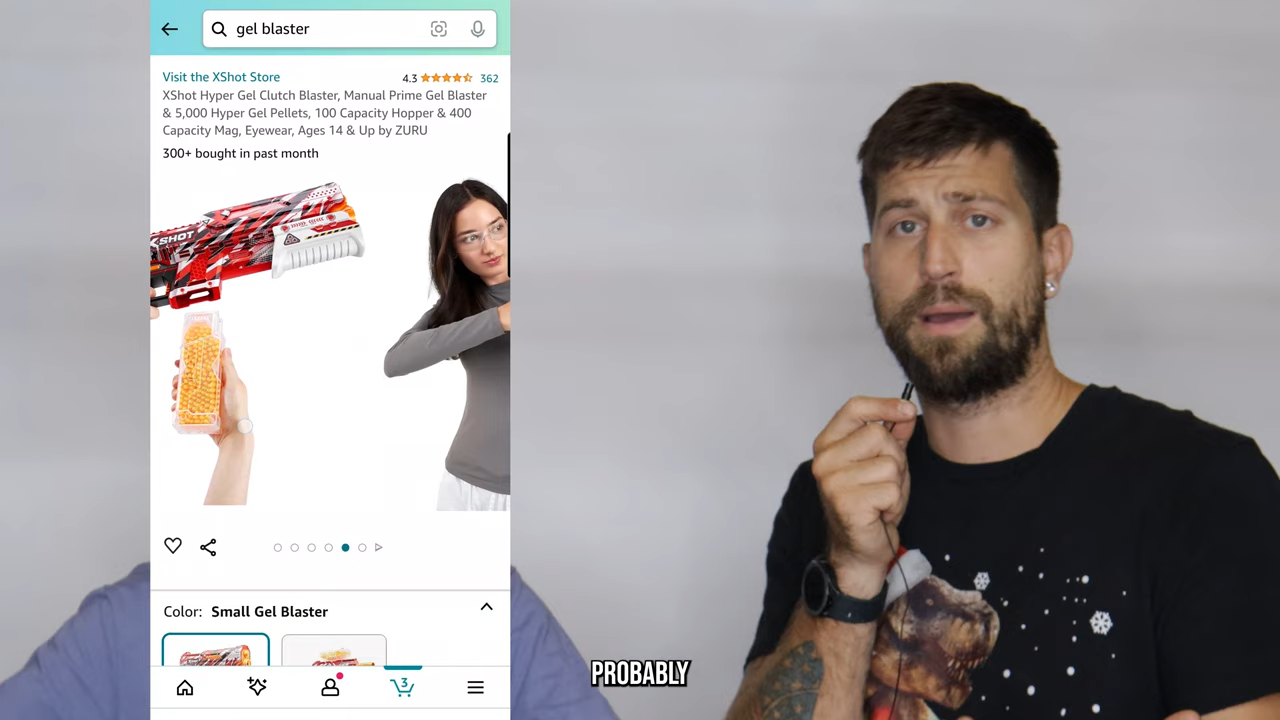 gel blaster
Visit the XShot Store
4.3 362
XShot Hyper Gel Clutch Blaster, Manual Prime Gel Blaster
& 5,000 Hyper Gel Pellets, 100 Capacity Hopper & 400
Capacity Mag, Eyewear, Ages 14 & Up by ZURU
300+ bought in past month
XSHOT
Color: Small Gel Blaster
3
PROBABLY